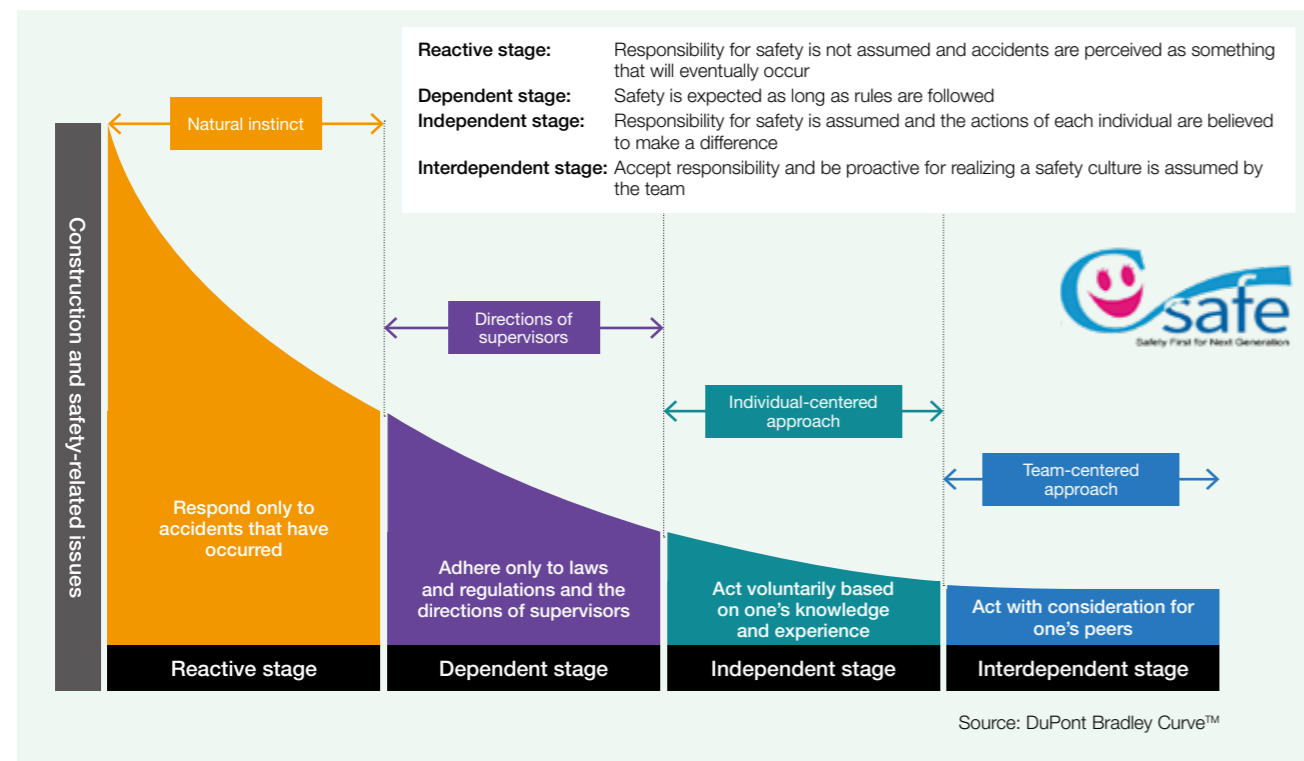 Reactive stage: Responsibility for safety is not assumed and accidents are perceived as something
that will eventually occur
Dependent stage: Safety is expected as long as rules are followed
Independent stage: Responsibility for safety is assumed and the actions of each individual are believed
to make a difference
Interdependent stage: Accept responsibility and be proactive for realizing a safety culture is assumed by
the team
Natural instinct
Construction and safety-related issues
Csafe
Safety First for Next Generation
Directions of
supervisors
Individual-centered
approach
Team-centered
approach
Respond only to
accidents that have
occurred
Adhere only to laws
and regulations and the
directions of supervisors
Act voluntarily based
on one’s knowledge
and experience
Act with consideration for
one’s peers
Reactive stage
Dependent stage
Independent stage
Interdependent stage
Source: DuPont Bradley Curve™